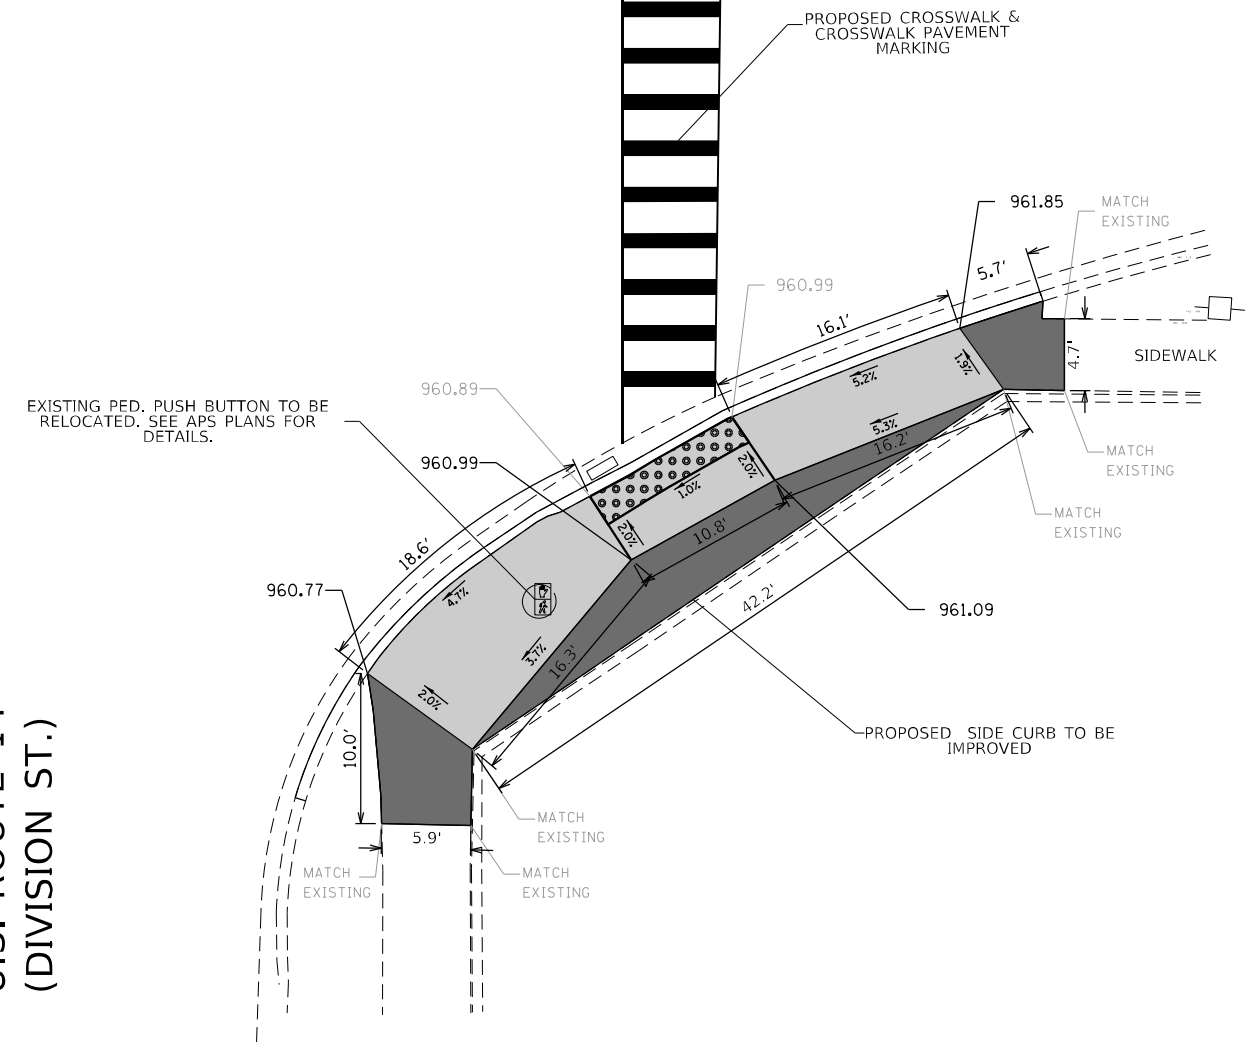 PROPOSED CROSSWALK &
CROSSWALK PAVEMENT
MARKING
961.85
MATCH
EXISTING
5.7'
960.99
16.1'
4.7'
SIDEWALK
1.9%
5.2%
960.89
EXISTING PED. PUSH BUTTON TO BE
RELOCATED. SEE APS PLANS FOR
DETAILS.
5.3%
16.2'
MATCH
EXISTING
960.99
2.0%
1.0%
2.0%
10.8'
MATCH
EXISTING
18.6'
960.77
4.7%
42.2'
961.09
3.7%
16.3'
2.0%
10.0'
PROPOSED SIDE CURB TO BE
IMPROVED
MATCH
EXISTING
5.9'
MATCH
EXISTING
MATCH
EXISTING
(DIVISION ST.)